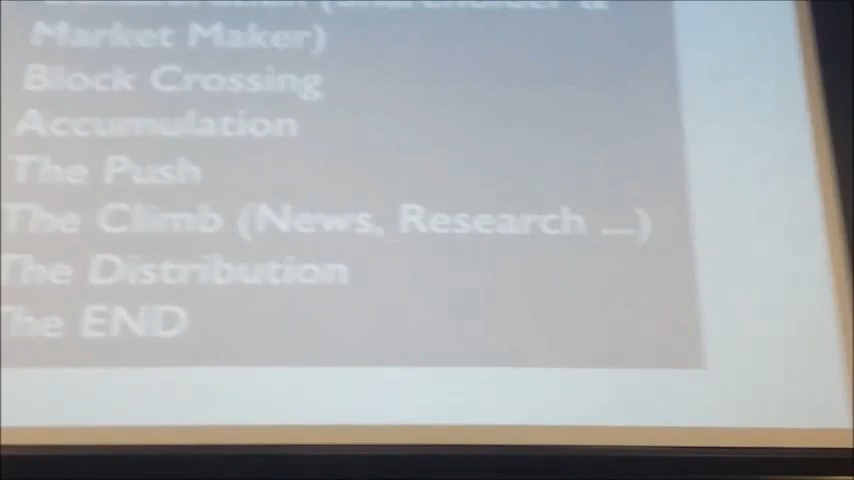 Market Maker)
Block Crossing
Accumulation
The Push
The Climb (News, Research ...)
The Distribution
The END